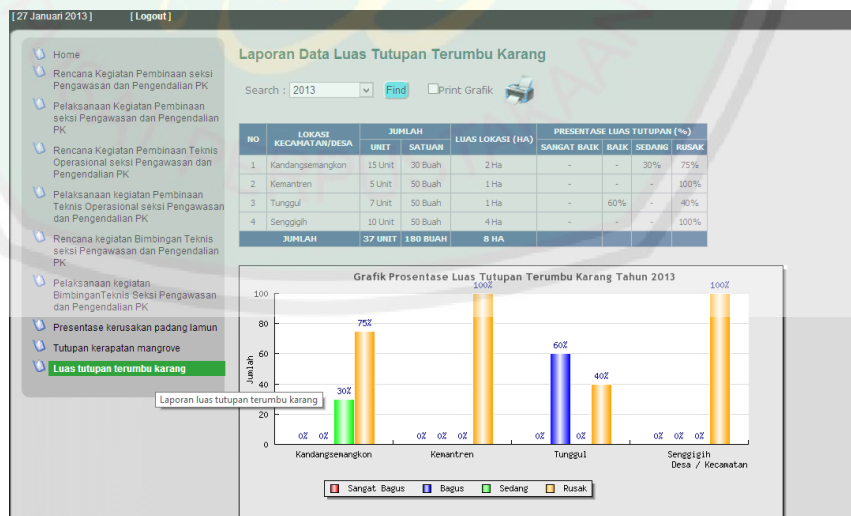 [27 Januari 2013] [Logout]
Home
Rencana Kegiatan Pembinaan seksi
Pengawasan dan Pengendalian PK
Pelaksanaan Kegiatan Pembinaan
seksi Pengawasan dan Pengendalian
PK
Rencana Kegiatan Pembinaan Teknis
Operasional seksi Pengawasan dan
Pengendalian PK
Pelaksanaan kegiatan Pembinaan
Teknis Operasional seksi Pengawasan
dan Pengendalian PK
Rencana kegiatan Bimbingan Teknis
seksi Pengawasan dan Pengendalian
PK
Pelaksanaan kegiatan
BimbinganTeknis Seksi Pengawasan
dan Pengendalian PK
Presentase kerusakan padang lamun
Tutupan kerapatan mangrove
Luas tutupan terumbu karang
Laporan luas tutupan terumbu karang
Laporan Data Luas Tutupan Terumbu Karang
Search : 2013 Find Print Grafik
NO LOKASI KECAMATAN/DESA JUMLAH LUAS LOKASI (HA) PRESENTASE LUAS TUTUPAN (%)
UNIT SATUAN SANGAT BAIK BAIK SEDANG RUSAK
1 Kandangsemangkon 15 Unit 30 Buah 2 Ha - - 30% 75%
2 Kemantren 5 Unit 50 Buah 1 Ha - - - 100%
3 Tunggul 7 Unit 50 Buah 1 Ha - 60% - 40%
4 Senggigih 10 Unit 50 Buah 4 Ha - - - 100%
JUMLAH 37 UNIT 180 BUAH 8 HA
Grafik Prosentase Luas Tutupan Terumbu Karang Tahun 2013
Jumlah
100
80
60
40
20
0
0% 0% 30% 75%
0% 0% 0% 100%
0% 60% 0% 40%
0% 0% 0% 100%
Kandangsemangkon Kemantren Tunggul Senggigih
Desa / Kecamatan
Sangat Bagus Bagus Sedang Rusak